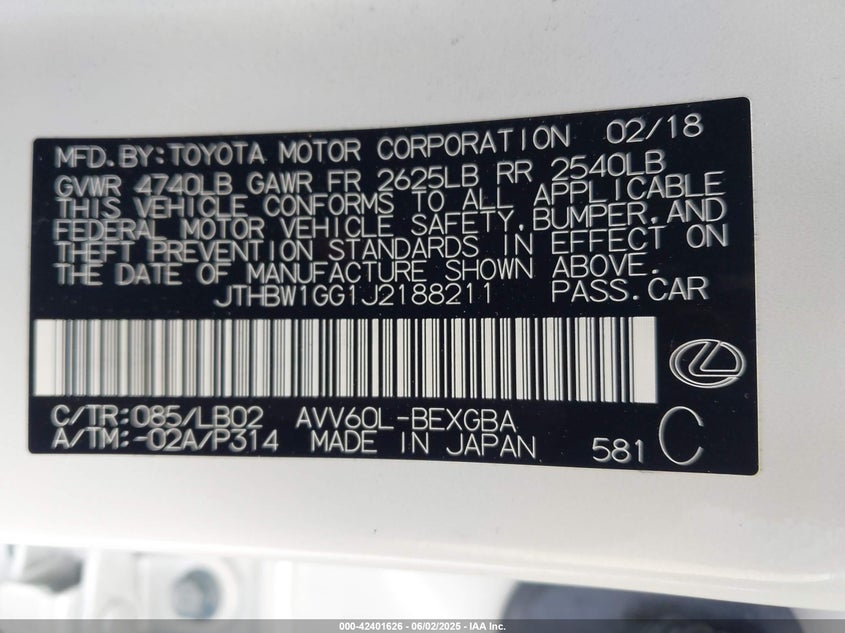 MFD.BY:TOYOTA MOTOR CORPORATION 02/18
GVWR 4740LB GAWR FR 2625LB RR 2540LB
THIS VEHICLE CONFORMS TO ALL APPLICABLE
FEDERAL MOTOR VEHICLE SAFETY,BUMPER,AND
THEFT PREVENTION STANDARDS IN EFFECT ON
THE DATE OF MANUFACTURE SHOWN ABOVE.
JTHBW1GG1J2188211 PASS.CAR
C/TR:085/LB02 AVV60L-BEXGBA
A/TM:-02A/P314 MADE IN JAPAN 581 C
000-42401626 - 06/02/2025 - IAA Inc.